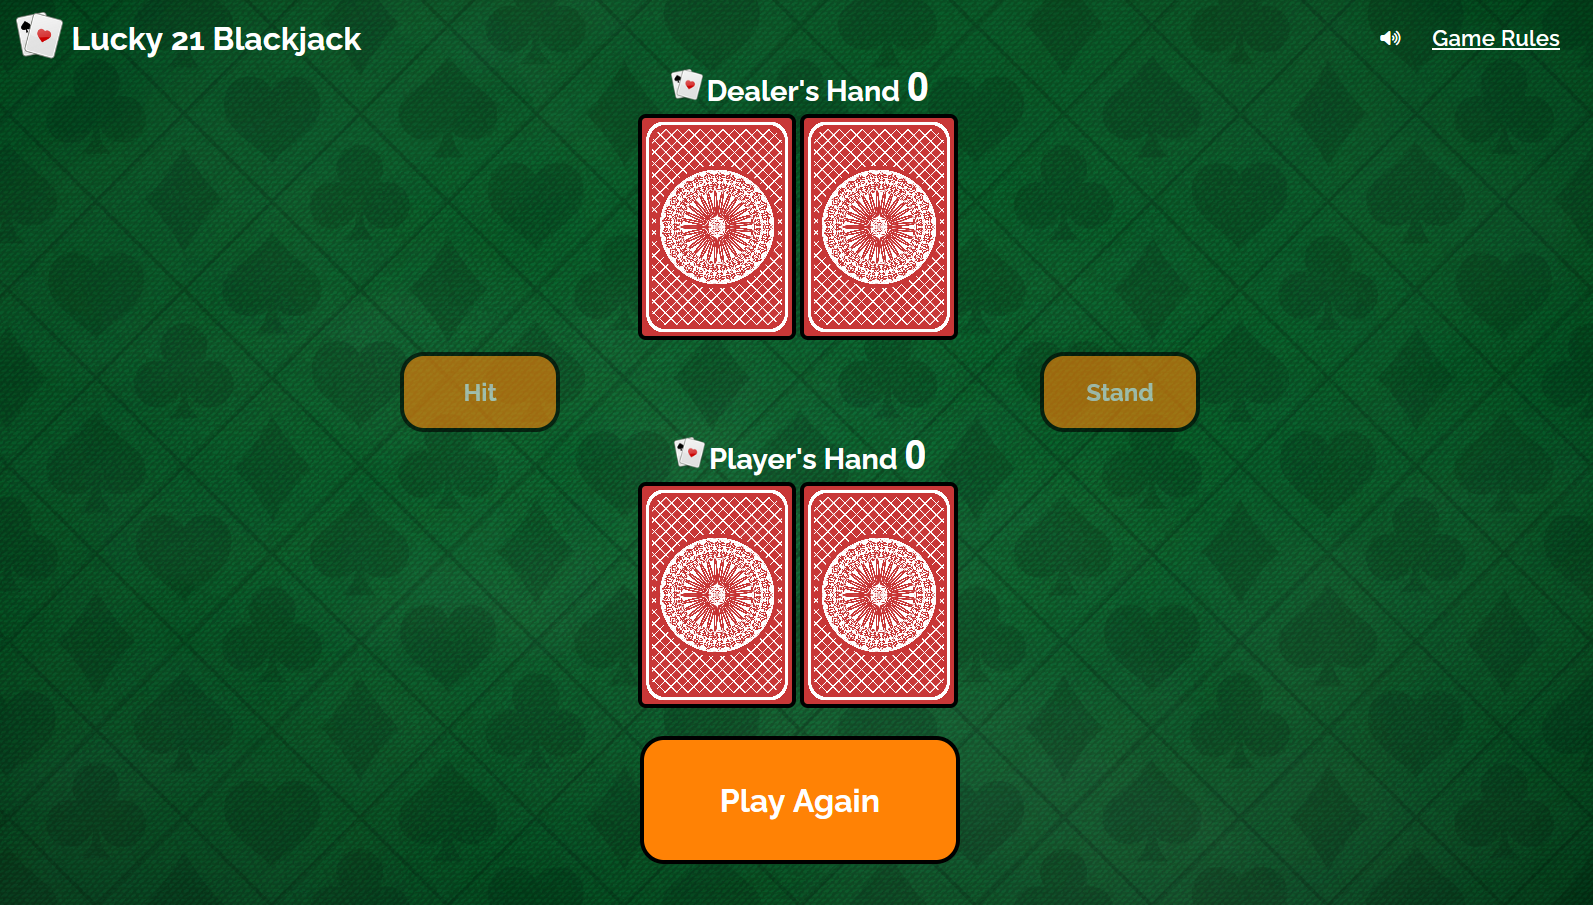 Lucky 21 Blackjack
Game Rules
Dealer's Hand 0
Hit
Stand
Player's Hand 0
Play Again